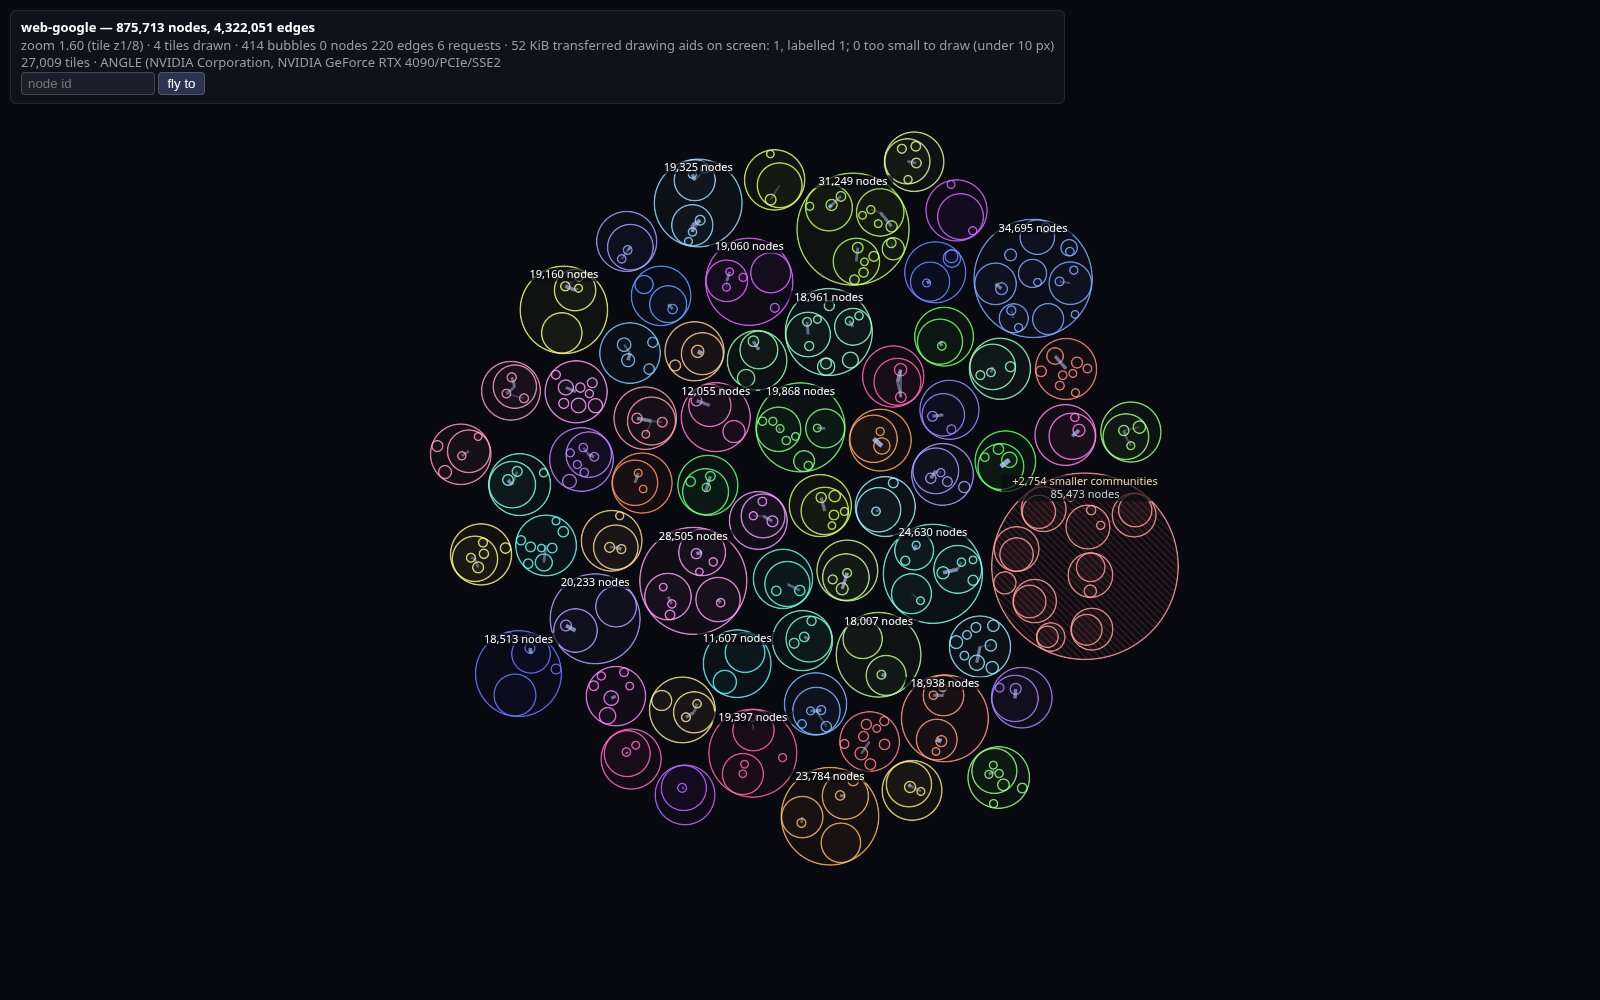 web-google — 875,713 nodes, 4,322,051 edges
zoom 1.60 (tile z1/8) · 4 tiles drawn · 414 bubbles 0 nodes 220 edges 6 requests · 52 KiB transferred drawing aids on screen: 1, labelled 1; 0 too small to draw (under 10 px)
27,009 tiles · ANGLE (NVIDIA Corporation, NVIDIA GeForce RTX 4090/PCIe/SSE2
node id fly to
19,325 nodes
31,249 nodes
34,695 nodes
19,060 nodes
19,160 nodes
18,961 nodes
12,055 nodes
19,868 nodes
+2,754 smaller communities
85,473 nodes
28,505 nodes
24,630 nodes
20,233 nodes
18,007 nodes
18,513 nodes
11,607 nodes
18,938 nodes
19,397 nodes
23,784 nodes